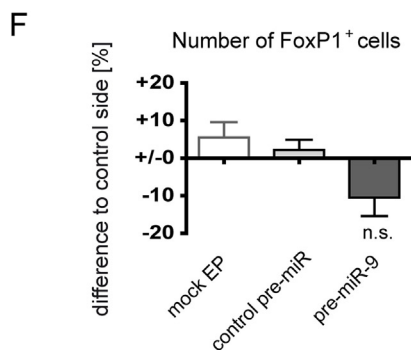 F
Number of FoxP1⁺ cells
difference to control side [%]
+20
+10
+/-0
-10
-20
n.s.
mock EP
control pre-miR
pre-miR-9